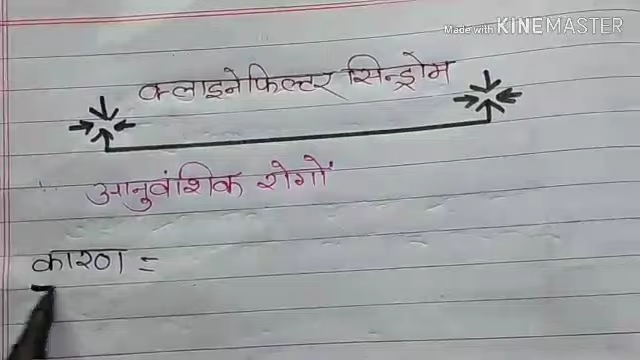 Made with KINEMASTER
क्लाइनेफिल्टर सिन्ड्रोम
आनुवंशिक रोगों
कारण =